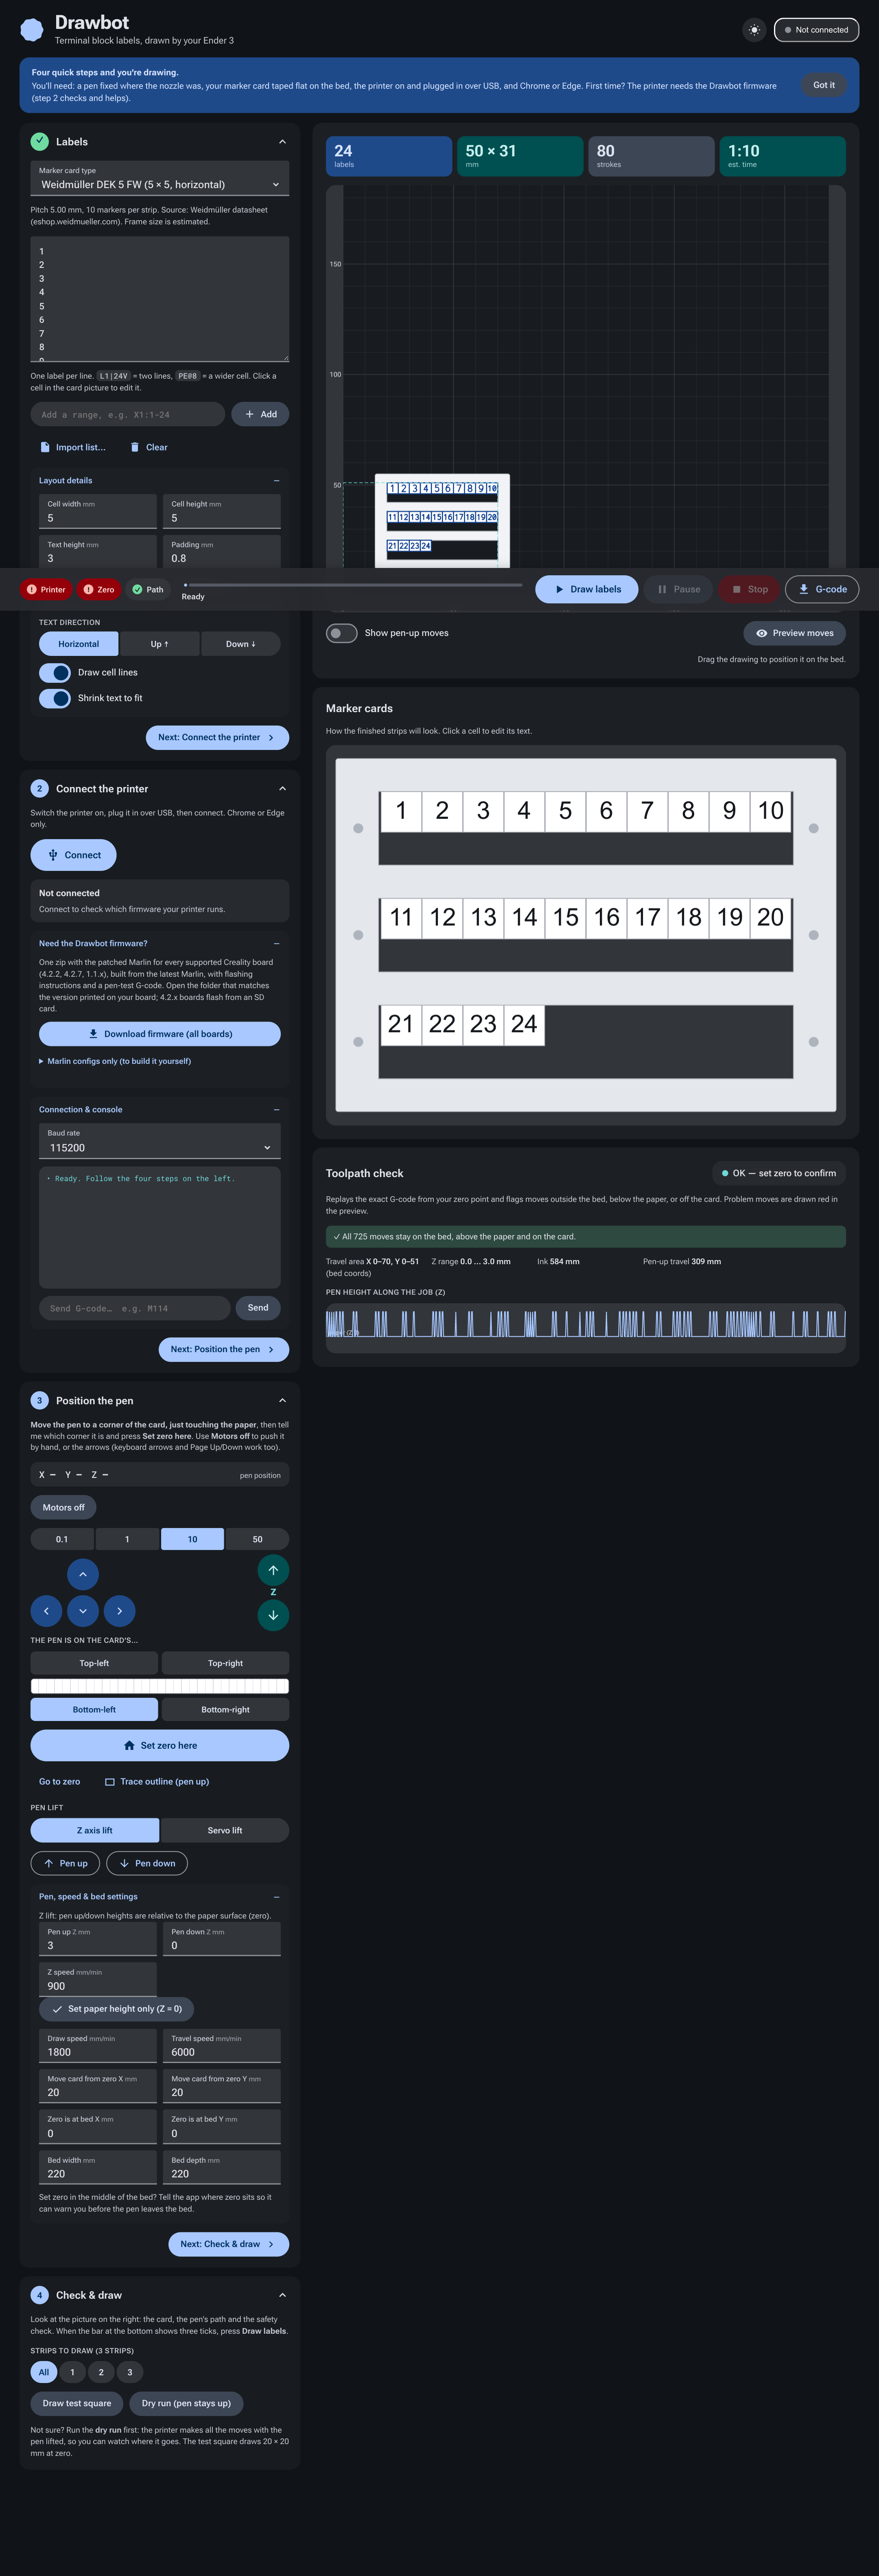 Drawbot
Terminal block labels, drawn by your Ender 3
Not connected
Four quick steps and you're drawing.
You'll need: a pen fixed where the nozzle was, your marker card taped flat on the bed, the printer on and plugged in over USB, and Chrome or Edge. First time? The printer needs the Drawbot firmware
(step 2 checks and helps).
Got it
Labels
Marker card type
Weidmüller DEK 5 FW (5 × 5, horizontal)
Pitch 5.00 mm, 10 markers per strip. Source: Weidmüller datasheet
(eshop.weidmueller.com). Frame size is estimated.
1
2
3
4
5
6
7
8
9
One label per line. L1|24V = two lines, PE@8 = a wider cell. Click a
cell in the card picture to edit it.
Add a range, e.g. X1:1-24
Add
Import list…
Clear
Layout details
Cell width mm
5
Cell height mm
5
Text height mm
3
Padding mm
0.8
TEXT DIRECTION
Horizontal
Up ↑
Down ↓
Draw cell lines
Shrink text to fit
Next: Connect the printer
24
labels
50 × 31
mm
80
strokes
1:10
est. time
150
100
50
1 2 3 4 5 6 7 8 9 10
11 12 13 14 15 16 17 18 19 20
21 22 23 24
Printer
Zero
Path
Ready
Draw labels
Pause
Stop
G-code
Show pen-up moves
Preview moves
Drag the drawing to position it on the bed.
Marker cards
How the finished strips will look. Click a cell to edit its text.
1 2 3 4 5 6 7 8 9 10
11 12 13 14 15 16 17 18 19 20
21 22 23 24
Toolpath check
OK — set zero to confirm
Replays the exact G-code from your zero point and flags moves outside the bed, below the paper, or off the card. Problem moves are drawn red in
the preview.
✓ All 725 moves stay on the bed, above the paper and on the card.
Travel area X 0–70, Y 0–51
(bed coords)
Z range 0.0 … 3.0 mm
Ink 584 mm
Pen-up travel 309 mm
PEN HEIGHT ALONG THE JOB (Z)
2
Connect the printer
Switch the printer on, plug it in over USB, then connect. Chrome or Edge
only.
Connect
Not connected
Connect to check which firmware your printer runs.
Need the Drawbot firmware?
One zip with the patched Marlin for every supported Creality board
(4.2.2, 4.2.7, 1.1.x), built from the latest Marlin, with flashing
instructions and a pen-test G-code. Open the folder that matches
the version printed on your board; 4.2.x boards flash from an SD
card.
Download firmware (all boards)
Marlin configs only (to build it yourself)
Connection & console
Baud rate
115200
• Ready. Follow the four steps on the left.
Send G-code… e.g. M114
Send
Next: Position the pen
3
Position the pen
Move the pen to a corner of the card, just touching the paper, then tell
me which corner it is and press Set zero here. Use Motors off to push it
by hand, or the arrows (keyboard arrows and Page Up/Down work too).
X – Y – Z –
pen position
Motors off
0.1
1
10
50
Z
THE PEN IS ON THE CARD'S…
Top-left
Top-right
Bottom-left
Bottom-right
Set zero here
Go to zero
Trace outline (pen up)
PEN LIFT
Z axis lift
Servo lift
Pen up
Pen down
Pen, speed & bed settings
Z lift: pen up/down heights are relative to the paper surface (zero).
Pen up Z mm
3
Pen down Z mm
0
Z speed mm/min
900
Set paper height only (Z = 0)
Draw speed mm/min
1800
Travel speed mm/min
6000
Move card from zero X mm
20
Move card from zero Y mm
20
Zero is at bed X mm
0
Zero is at bed Y mm
0
Bed width mm
220
Bed depth mm
220
Set zero in the middle of the bed? Tell the app where zero sits so it
can warn you before the pen leaves the bed.
Next: Check & draw
4
Check & draw
Look at the picture on the right: the card, the pen's path and the safety
check. When the bar at the bottom shows three ticks, press Draw labels.
STRIPS TO DRAW (3 STRIPS)
All
1
2
3
Draw test square
Dry run (pen stays up)
Not sure? Run the dry run first: the printer makes all the moves with the
pen lifted, so you can watch where it goes. The test square draws 20 × 20
mm at zero.